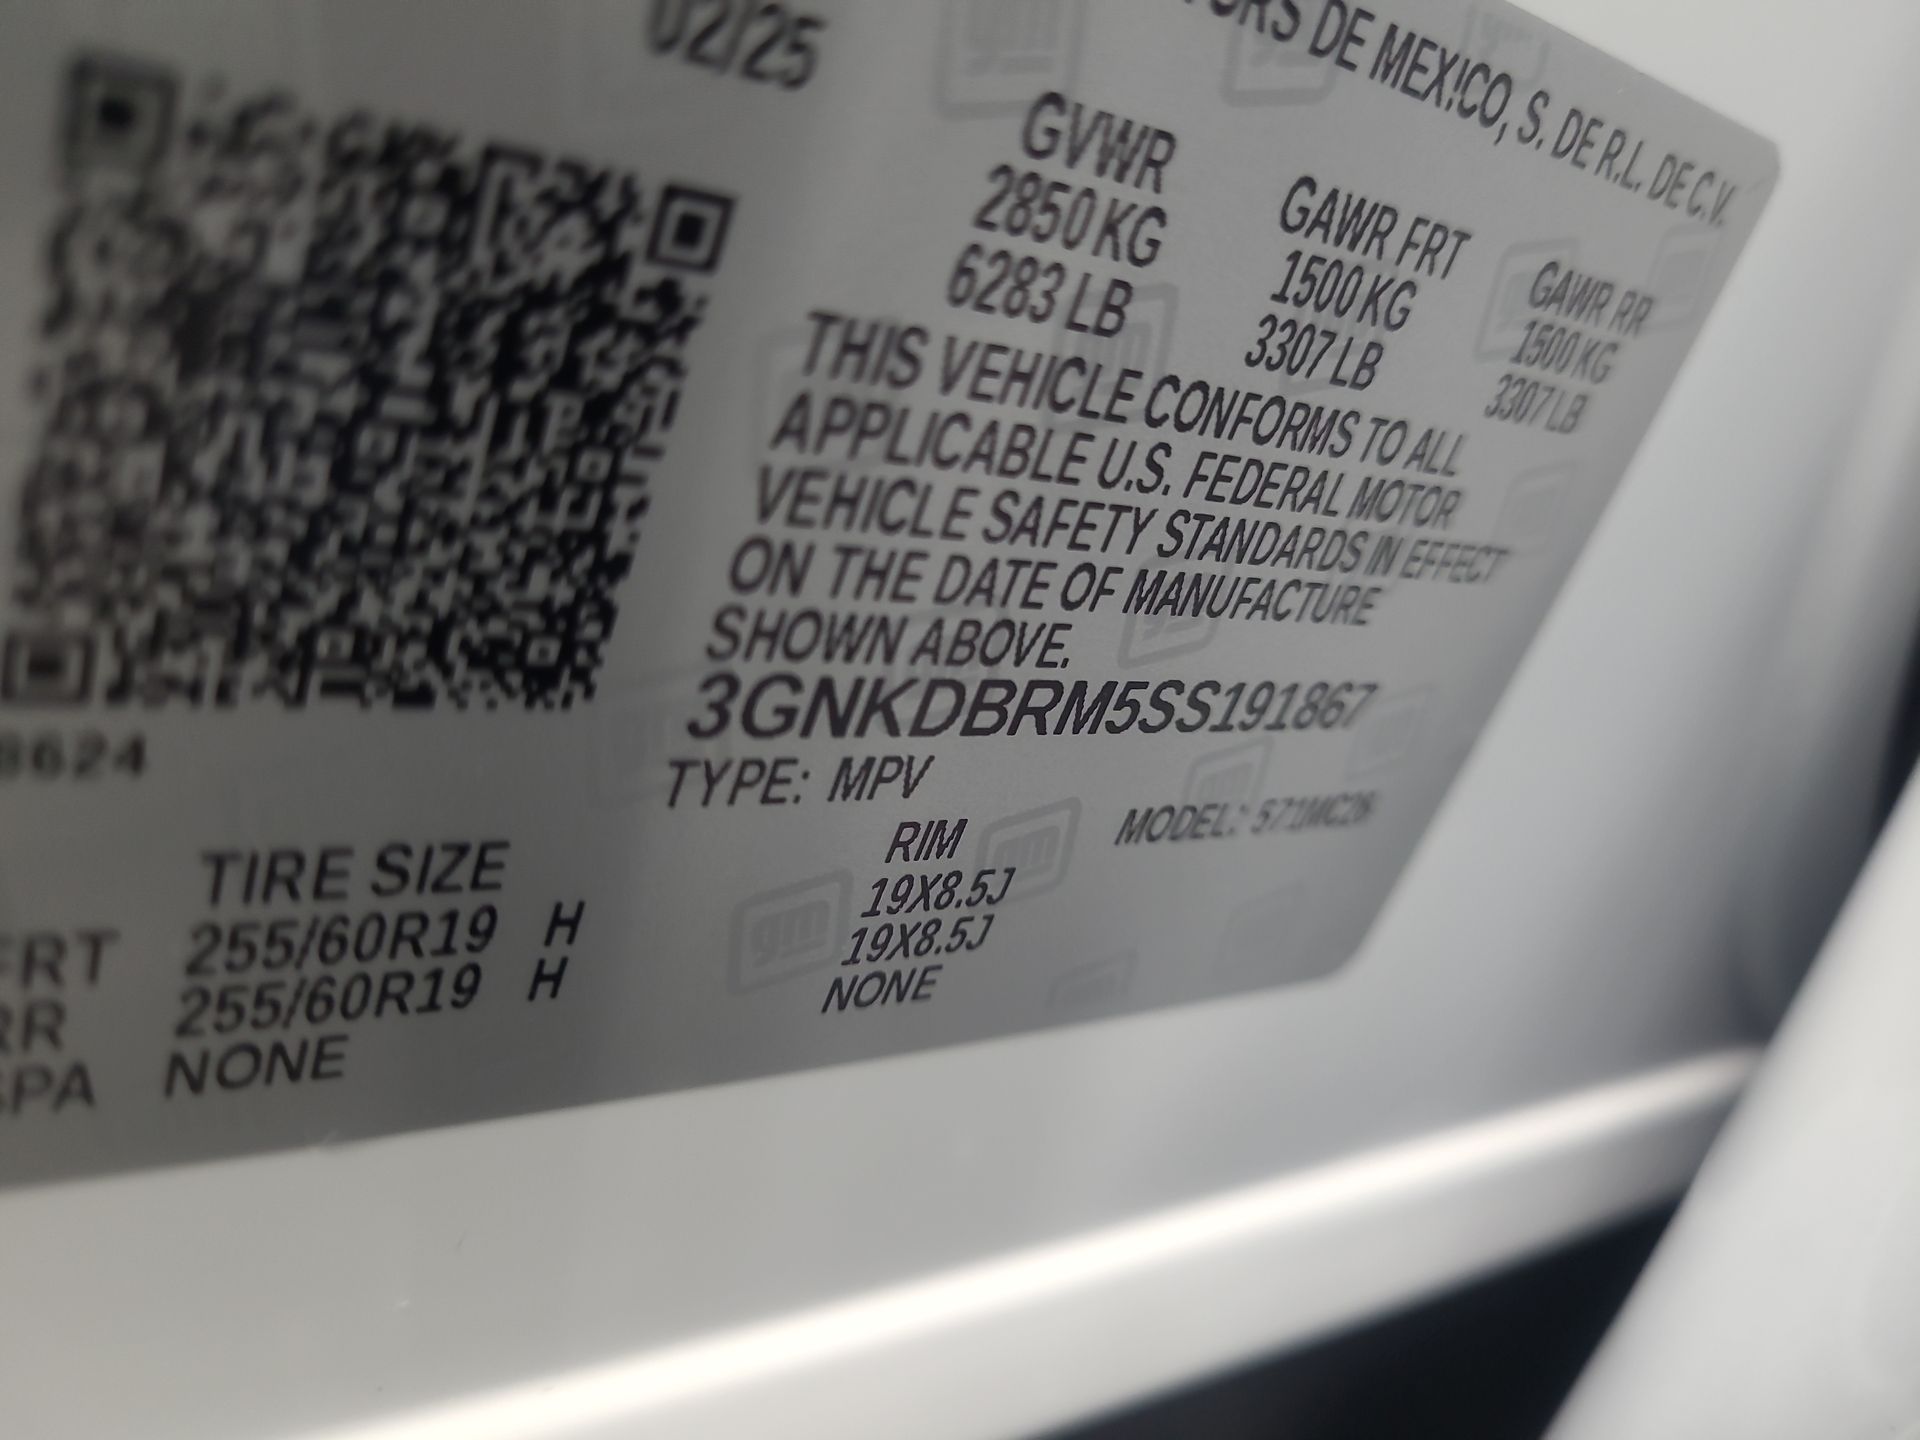 02/25
DE MEXICO, S. DE R.L. DE C.V.
GVWR
2850 KG
6283 LB
GAWR FRT
1500 KG
3307 LB
GAWR RR
1500 KG
3307 LB
THIS VEHICLE CONFORMS TO ALL
APPLICABLE U.S. FEDERAL MOTOR
VEHICLE SAFETY STANDARDS IN EFFECT
ON THE DATE OF MANUFACTURE
SHOWN ABOVE.
3GNKDBRM5SS191867
TYPE: MPV
MODEL:
8624
TIRE SIZE
RIM
FRT 255/60R19 H 19X8.5J
RR 255/60R19 H 19X8.5J
SPA NONE NONE
gm
gm